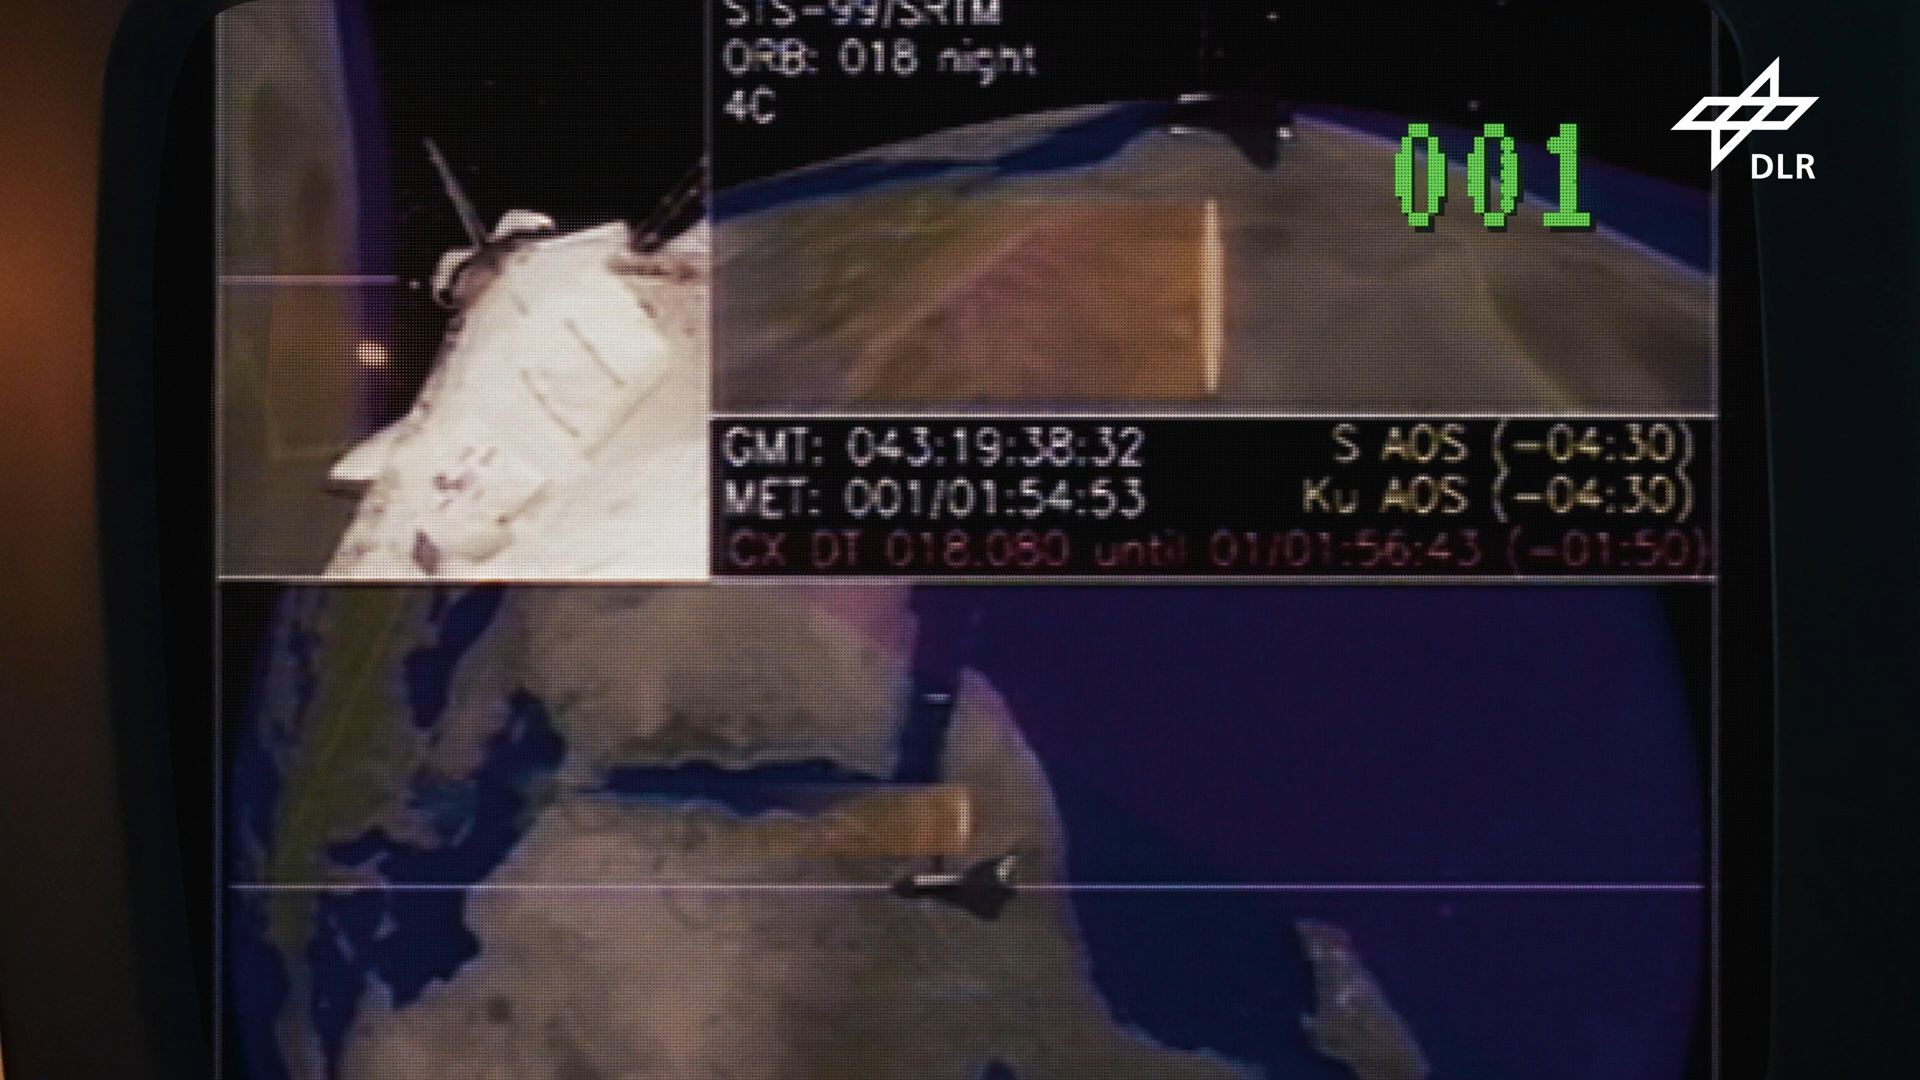 STS-99/SRTM
ORB: 018 night
4C
001
DLR
GMT: 043:19:38:32
S AOS (-04:30)
MET: 001/01:54:53
Ku AOS (-04:30)
CX DT 018.080 until 01/01:56:43 (-01:50)